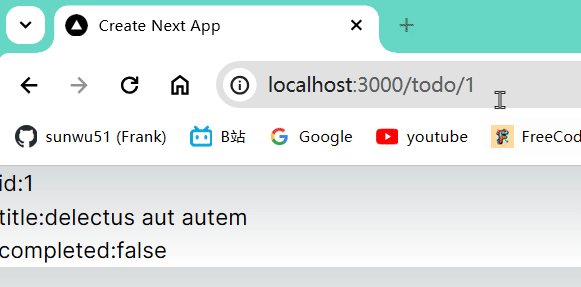 Create Next App
localhost:3000/todo/1
sunwu51 (Frank) B站 Google youtube FreeCod
id:1
title:delectus aut autem
completed:false